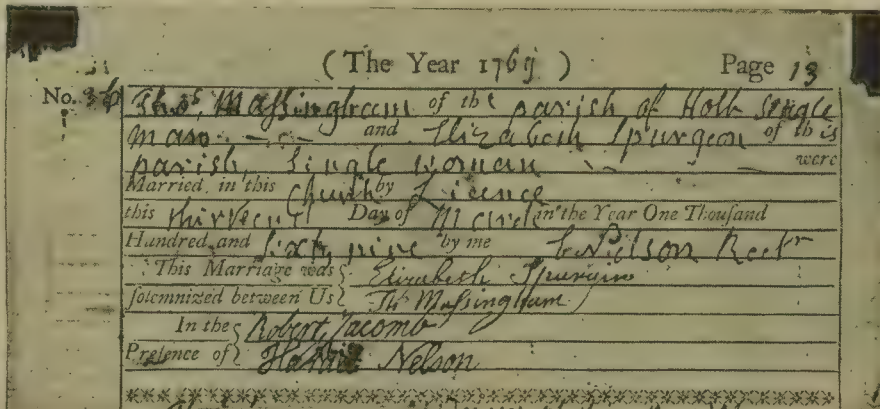 (The Year 1769) Page 13
No. 36 Thos. Massingham of the parish of Holt Single
man and Elizabeth Spurgeon of this
parish, Single woman were
Married in this Church by Licence
this thirteenth Day of March in the Year One Thousand
Hundred and sixty nine by me Nelson Rectr
This Marriage was Elizabeth Spurgeon
solemnized between Us Ths Massingham
In the Robert Jacomb
Presence of Nelson